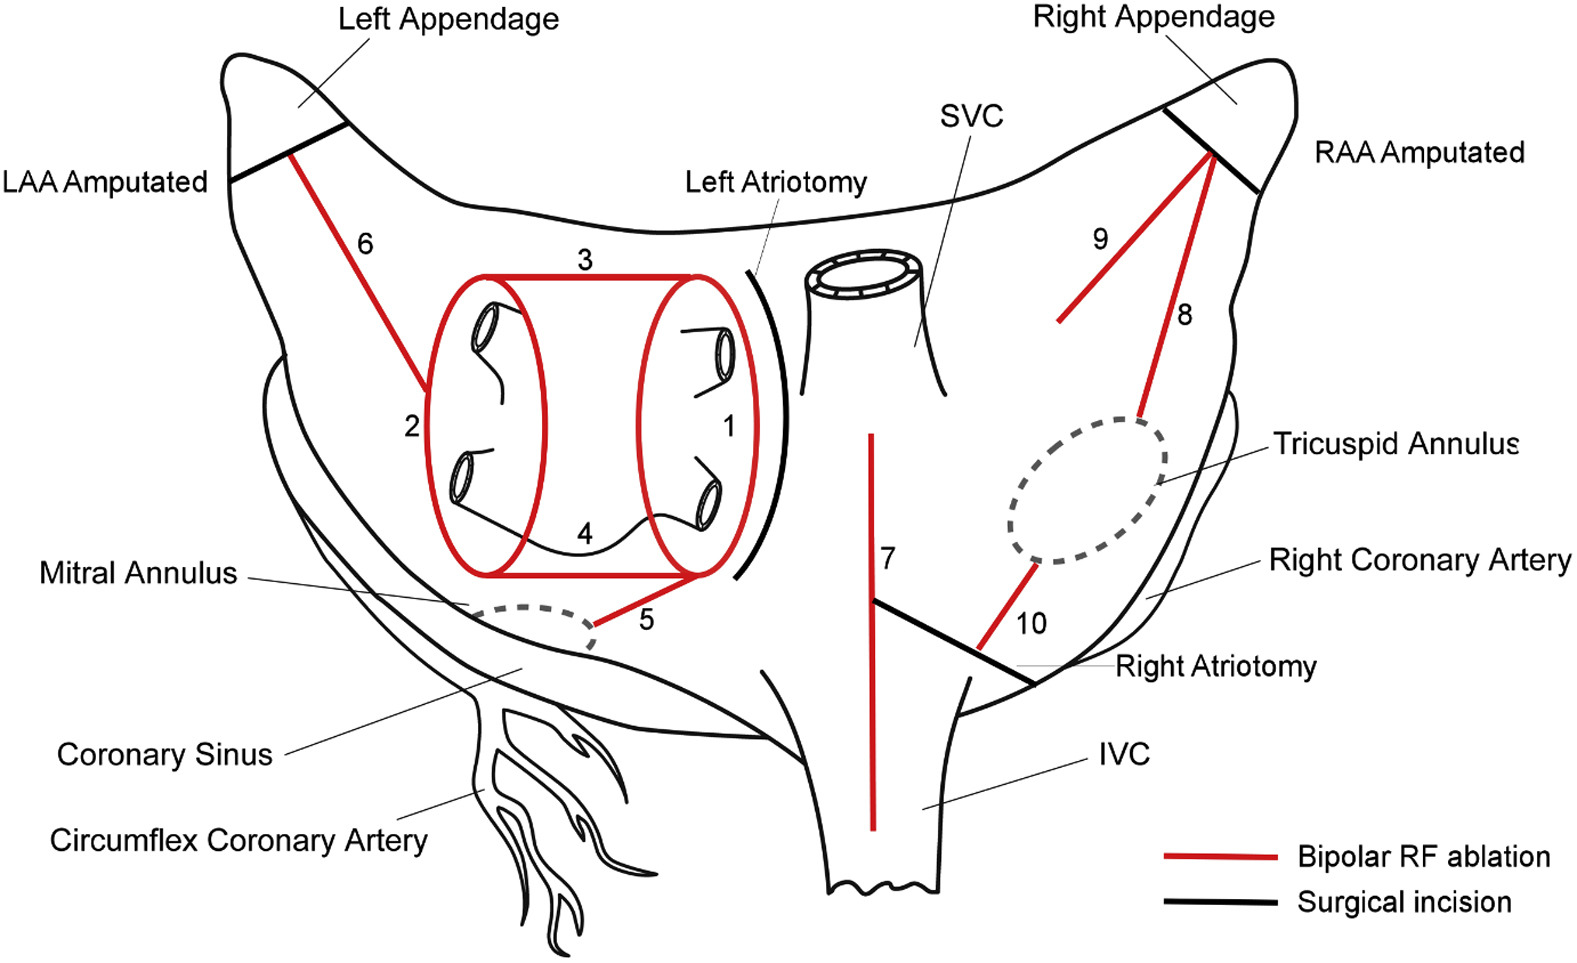 Left Appendage
Right Appendage
SVC
LAA Amputated
Left Atriotomy
RAA Amputated
6
3
9
8
2
1
Tricuspid Annulus
4
7
Mitral Annulus
5
Right Coronary Artery
10
Right Atriotomy
Coronary Sinus
IVC
Circumflex Coronary Artery
Bipolar RF ablation
Surgical incision